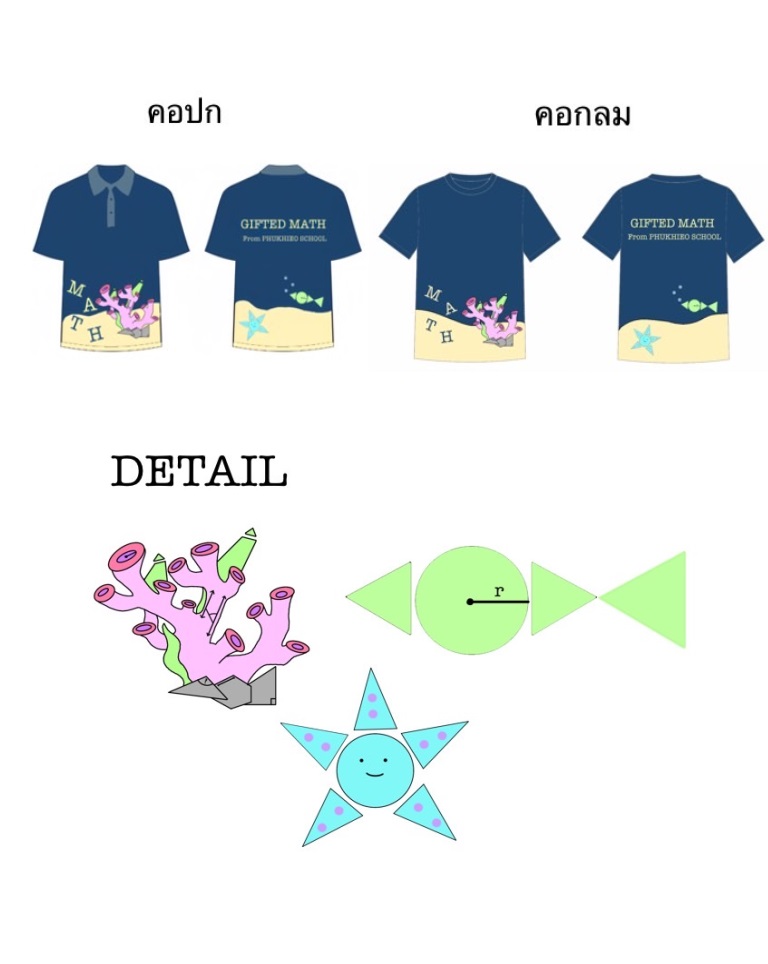 คอปก
คอกลม
GIFTED MATH
From PHUKHIEO SCHOOL
GIFTED MATH
From PHUKHIEO SCHOOL
M
A
T
H
M
A
T
H
DETAIL
r